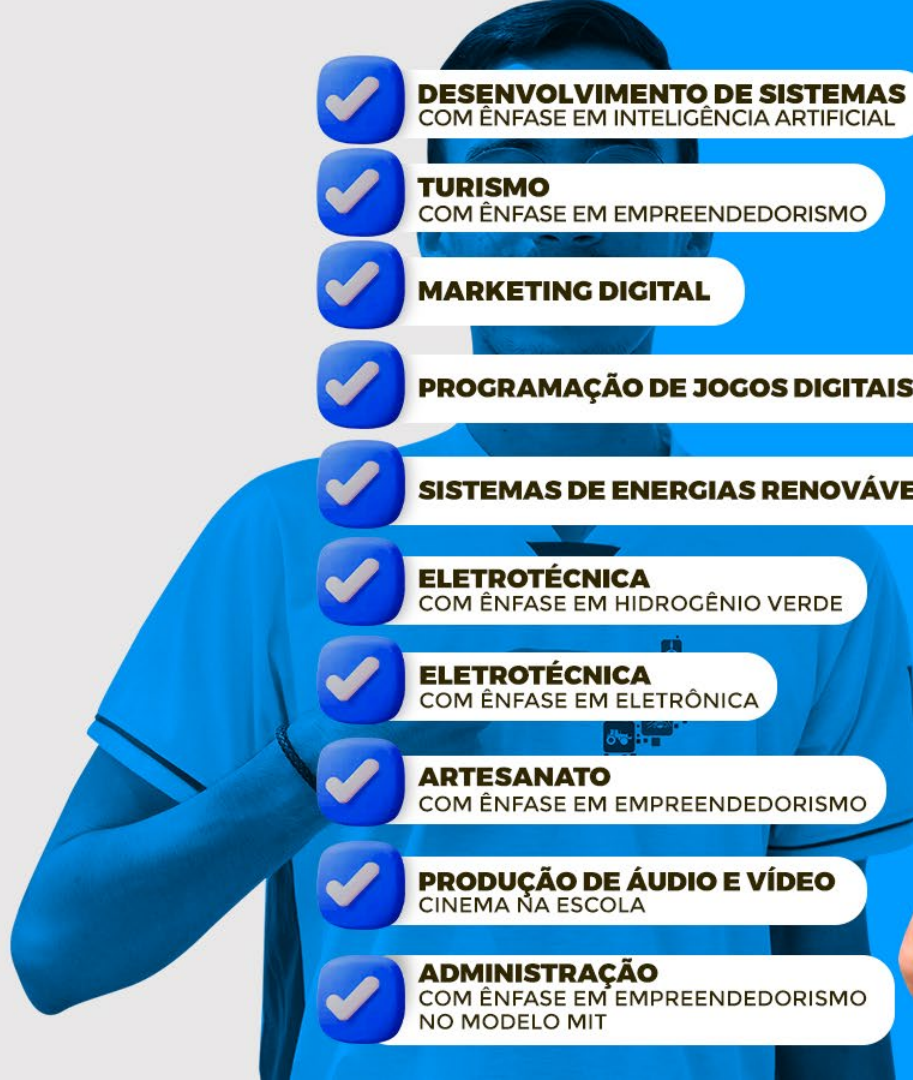 DESENVOLVIMENTO DE SISTEMAS
COM ÊNFASE EM INTELIGÊNCIA ARTIFICIAL
TURISMO
COM ÊNFASE EM EMPREENDEDORISMO
MARKETING DIGITAL
PROGRAMAÇÃO DE JOGOS DIGITAIS
SISTEMAS DE ENERGIAS
ELETROTÉCNICA
COM ÊNFASE EM HIDROGÊNIO VERDE
ELETROTÉCNICA
COM ÊNFASE EM ELETRÔNICA
ARTESANATO
COM ÊNFASE EM EMPREENDEDORISMO
PRODUÇÃO DE ÁUDIO E VÍDEO
CINEMA NA ESCOLA
ADMINISTRAÇÃO
COM ÊNFASE EM EMPREENDEDORISMO
NO MODELO MIT